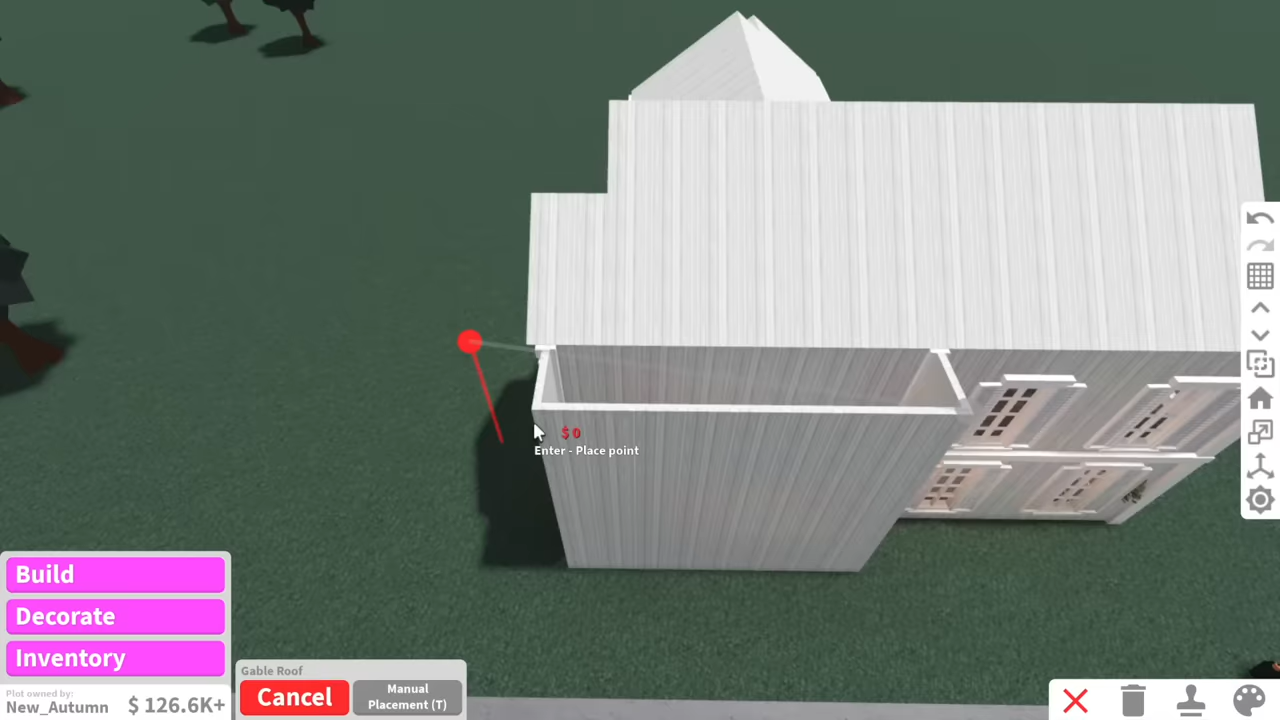 $ 0
Enter - Place point
Build
Decorate
Inventory
Plot owned by:
New_Autumn
$ 126.6K+
Gable Roof
Cancel
Manual
Placement (T)